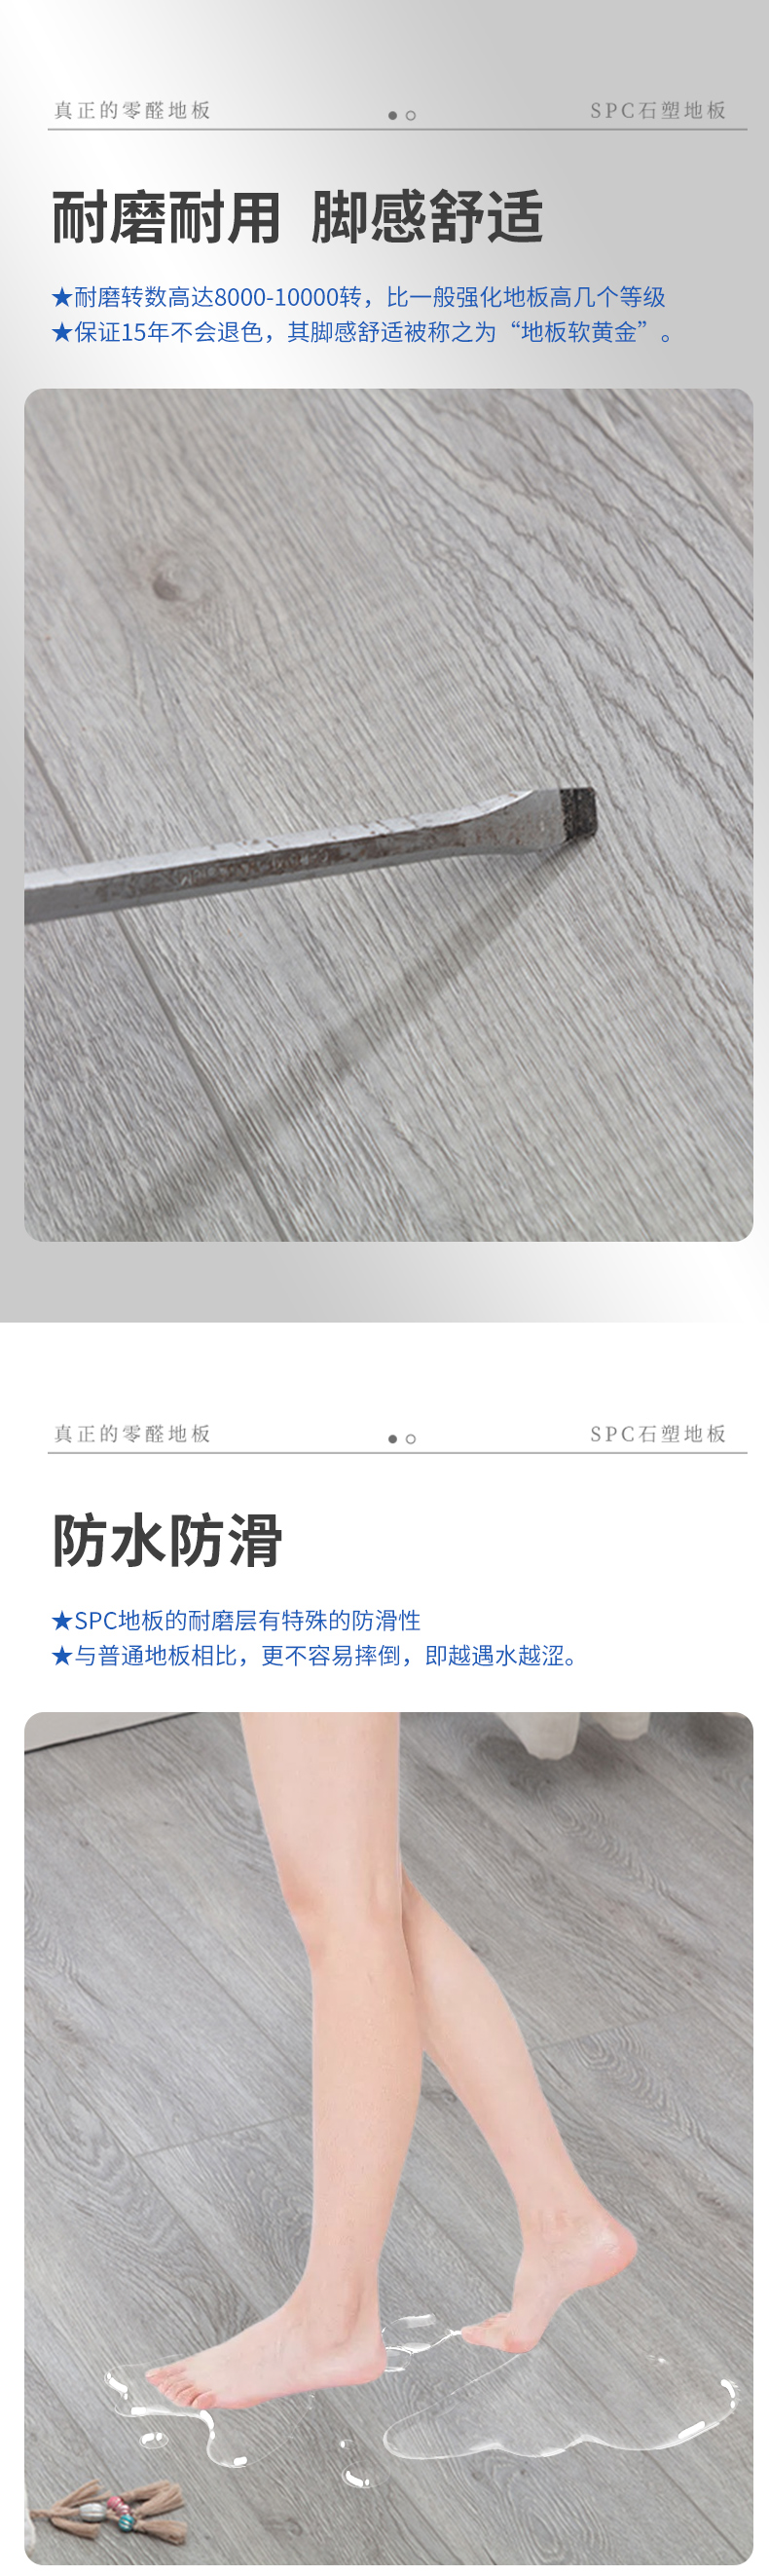 真正的零醛地板
SPC石塑地板
耐磨耐用 脚感舒适
★耐磨转数高达8000-10000转，比一般强化地板高几个等级
★保证15年不会退色，其脚感舒适被称之为“地板软黄金”。
真正的零醛地板
SPC石塑地板
防水防滑
★SPC地板的耐磨层有特殊的防滑性
★与普通地板相比，更不容易摔倒，即越遇水越涩。